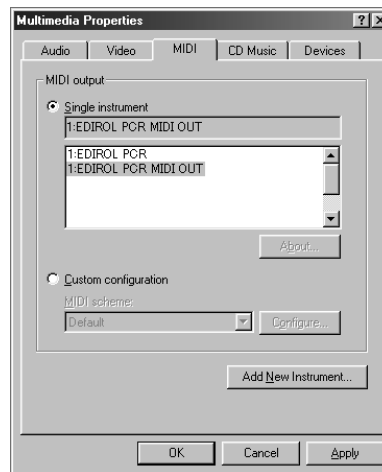 Multimedia Properties
Audio Video MIDI CD Music Devices
MIDI output
Single instrument
1:EDIROL PCR MIDI OUT
1:EDIROL PCR
1:EDIROL PCR MIDI OUT
About...
Custom configuration
MIDI scheme:
Default Configure...
Add New Instrument...
OK Cancel Apply